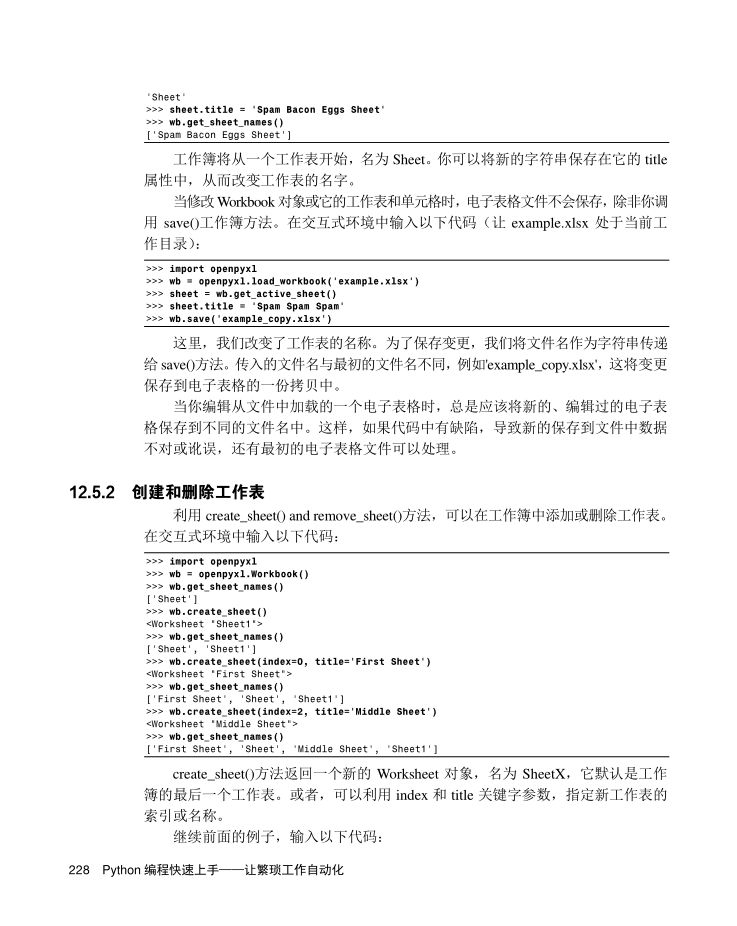 'Sheet'
>>> sheet.title = 'Spam Bacon Eggs Sheet'
>>> wb.get_sheet_names()
['Spam Bacon Eggs Sheet']
工作簿将从一个工作表开始，名为 Sheet。你可以将新的字符串保存在它的 title
属性中，从而改变工作表的名字。
当修改 Workbook 对象或它的工作表和单元格时，电子表格文件不会保存，除非你调
用 save()工作簿方法。在交互式环境中输入以下代码（让 example.xlsx 处于当前工
作目录）：
>>> import openpyxl
>>> wb = openpyxl.load_workbook('example.xlsx')
>>> sheet = wb.get_active_sheet()
>>> sheet.title = 'Spam Spam Spam'
>>> wb.save('example_copy.xlsx')
这里，我们改变了工作表的名称。为了保存变更，我们将文件名作为字符串传递
给 save()方法。传入的文件名与最初的文件名不同，例如'example_copy.xlsx'，这将变更
保存到电子表格的一份拷贝中。
当你编辑从文件中加载的一个电子表格时，总是应该将新的、编辑过的电子表
格保存到不同的文件名中。这样，如果代码中有缺陷，导致新的保存到文件中数据
不对或讹误，还有最初的电子表格文件可以处理。
12.5.2 创建和删除工作表
利用 create_sheet() and remove_sheet()方法，可以在工作簿中添加或删除工作表。
在交互式环境中输入以下代码：
>>> import openpyxl
>>> wb = openpyxl.Workbook()
>>> wb.get_sheet_names()
['Sheet']
>>> wb.create_sheet()
<Worksheet "Sheet1">
>>> wb.get_sheet_names()
['Sheet', 'Sheet1']
>>> wb.create_sheet(index=0, title='First Sheet')
<Worksheet "First Sheet">
>>> wb.get_sheet_names()
['First Sheet', 'Sheet', 'Sheet1']
>>> wb.create_sheet(index=2, title='Middle Sheet')
<Worksheet "Middle Sheet">
>>> wb.get_sheet_names()
['First Sheet', 'Sheet', 'Middle Sheet', 'Sheet1']
create_sheet()方法返回一个新的 Worksheet 对象，名为 SheetX，它默认是工作
簿的最后一个工作表。或者，可以利用 index 和 title 关键字参数，指定新工作表的
索引或名称。
继续前面的例子，输入以下代码：
228 Python 编程快速上手——让繁琐工作自动化